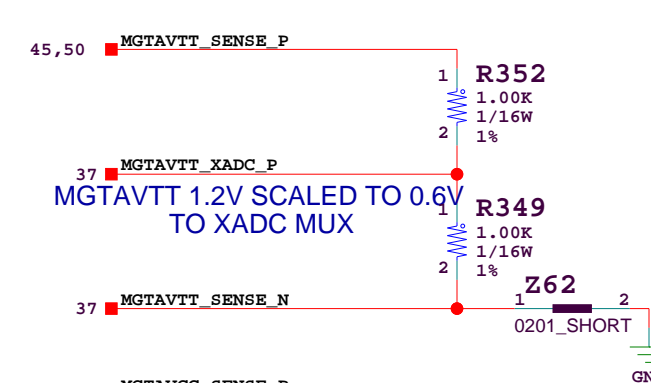 45,50 MGTAVTT_SENSE_P
1 R352
1.00K
1/16W
2 1%
37 MGTAVTT_XADC_P
MGTAVTT 1.2V SCALED TO 0.6V
TO XADC MUX
1 R349
1.00K
1/16W
2 1%
37 MGTAVTT_SENSE_N
1 Z62 2
0201_SHORT